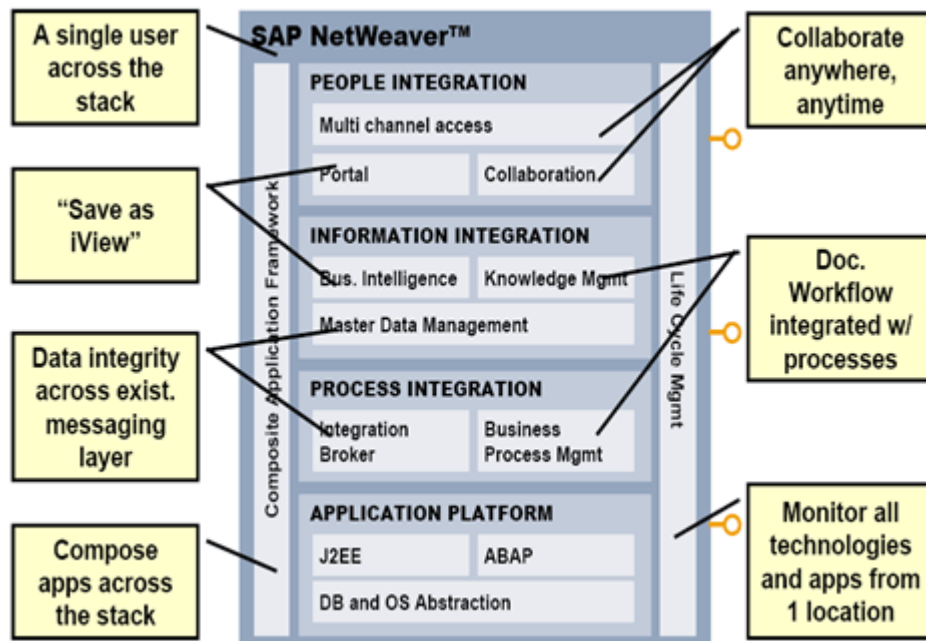 A single user
across the
stack
“Save as
iView”
Data integrity
across exist.
messaging
layer
Compose
apps across
the stack
SAP NetWeaver™
Composite Application Framework
PEOPLE INTEGRATION
Multi channel access
Portal
Collaboration
INFORMATION INTEGRATION
Bus. Intelligence
Knowledge Mgmt
Master Data Management
PROCESS INTEGRATION
Integration
Broker
Business
Process Mgmt
APPLICATION PLATFORM
J2EE
ABAP
DB and OS Abstraction
Life Cycle Mgmt
Collaborate
anywhere,
anytime
Doc.
Workflow
integrated w/
processes
Monitor all
technologies
and apps from
1 location